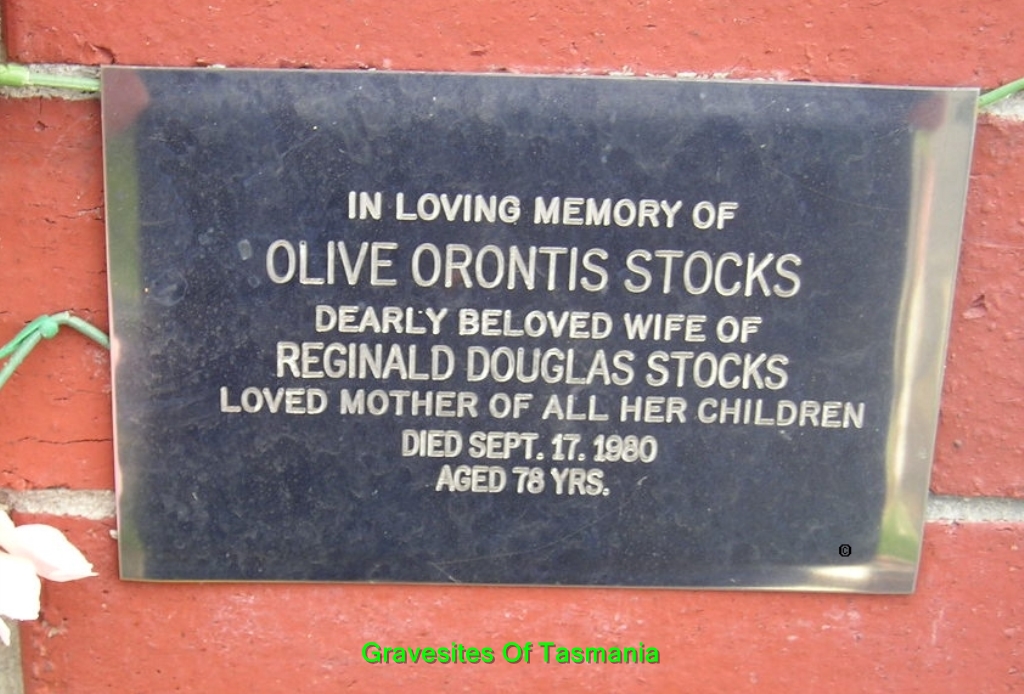 IN LOVING MEMORY OF
OLIVE ORONTIS STOCKS
DEARLY BELOVED WIFE OF
REGINALD DOUGLAS STOCKS
LOVED MOTHER OF ALL HER CHILDREN
DIED SEPT. 17. 1980
AGED 78 YRS.
©
Gravesites Of Tasmania